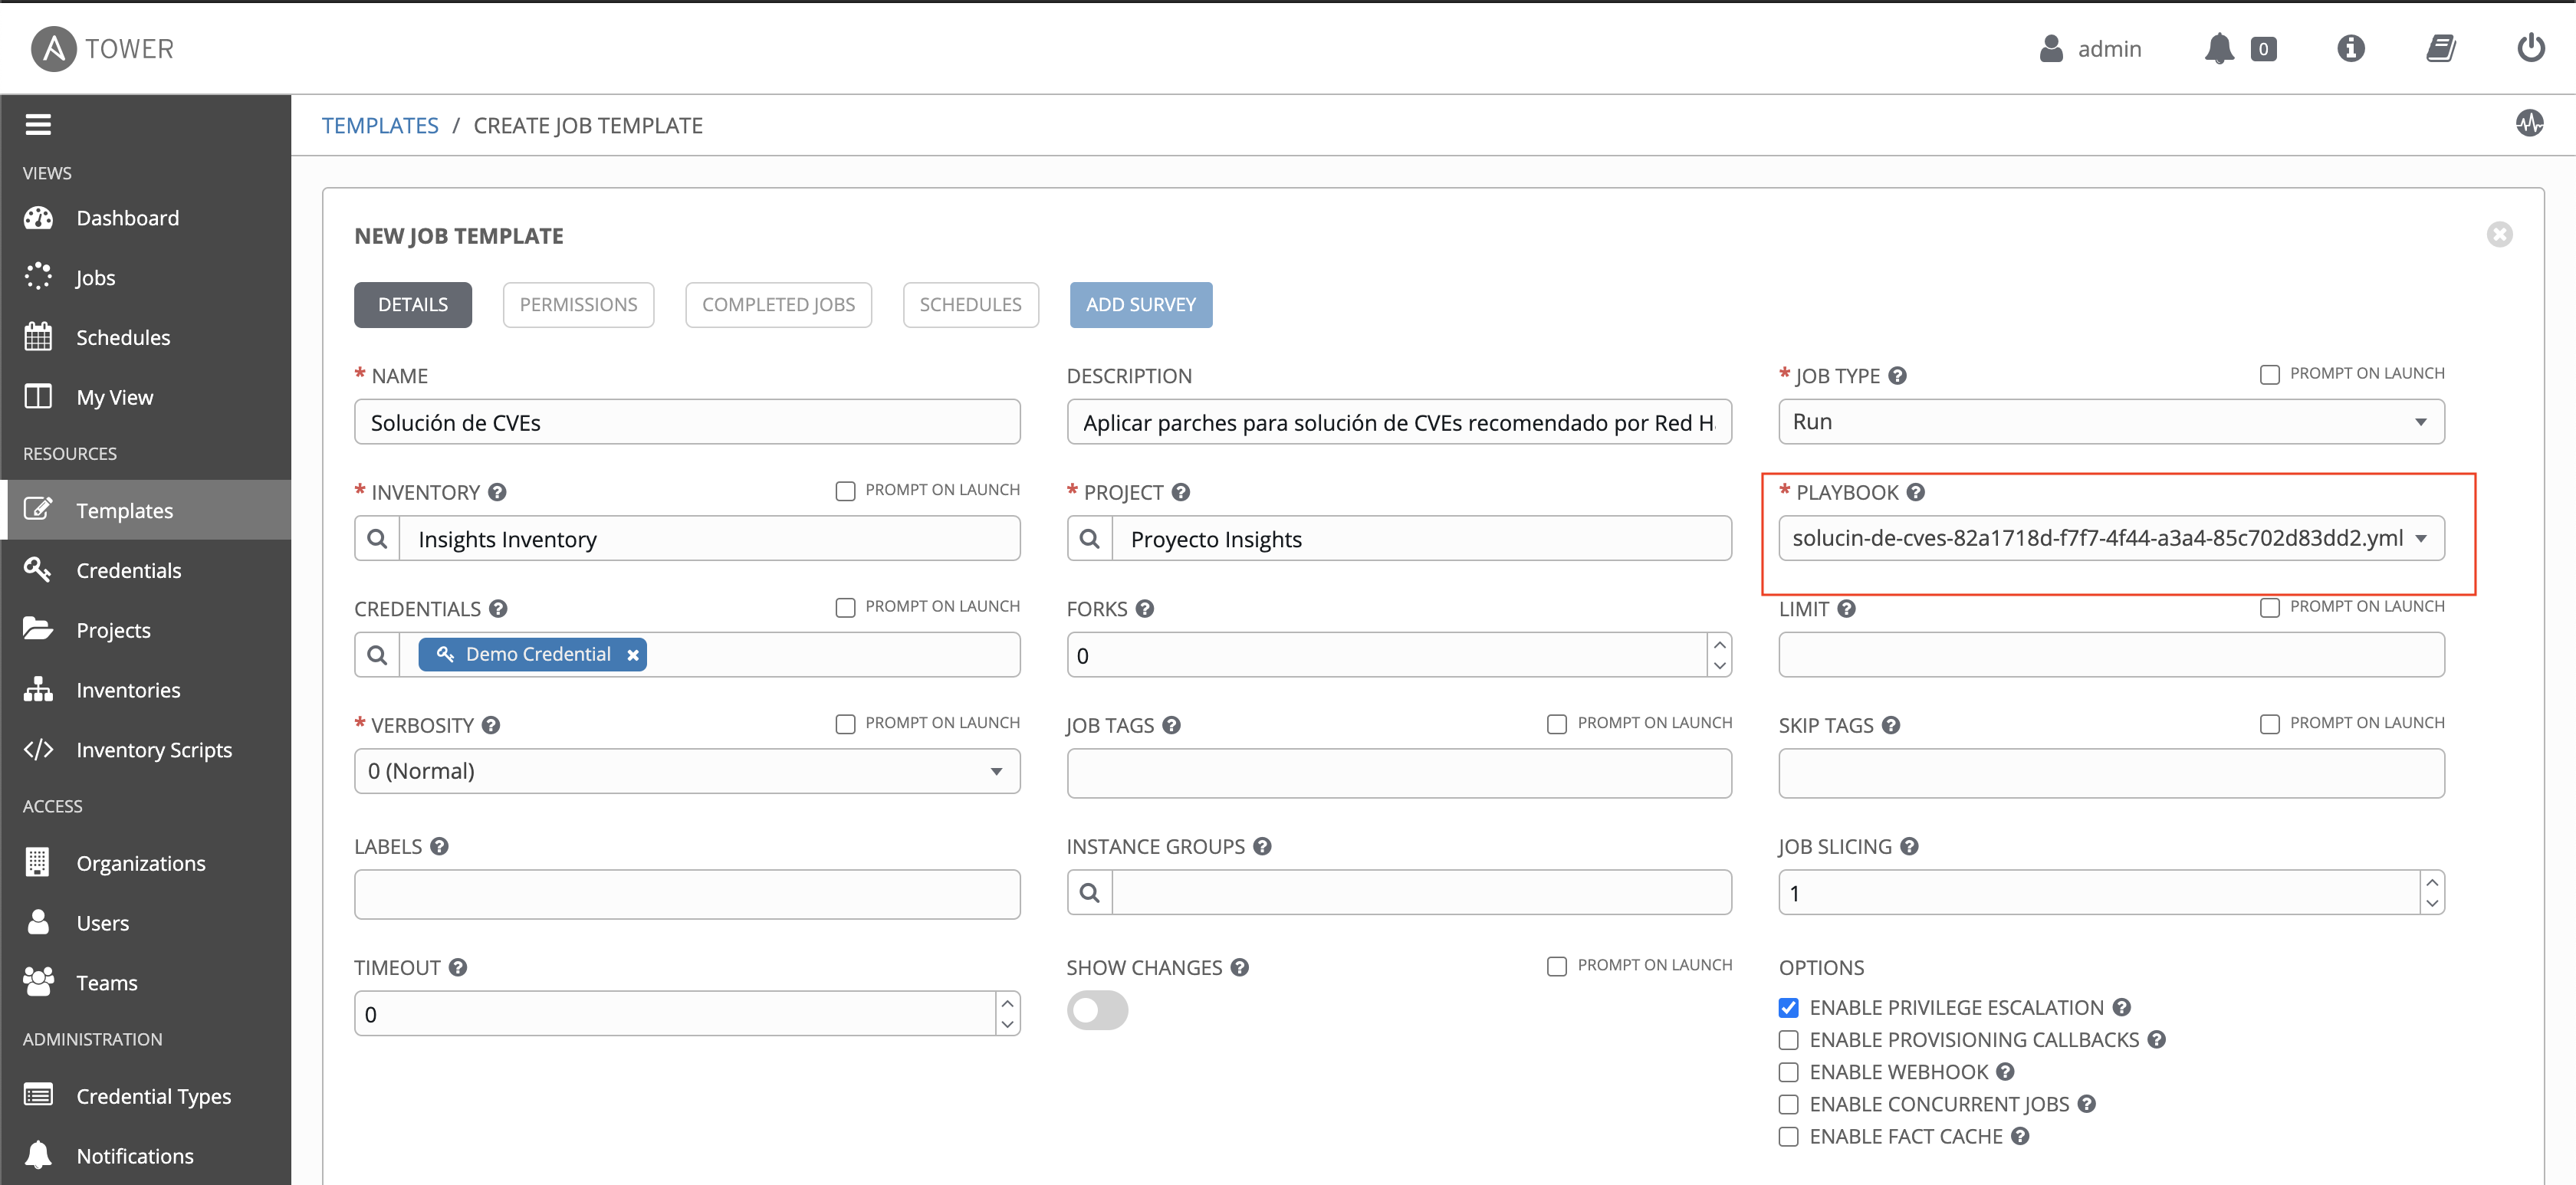 TOWER
admin
0
TEMPLATES / CREATE JOB TEMPLATE
VIEWS
Dashboard
Jobs
Schedules
My View
RESOURCES
Templates
Credentials
Projects
Inventories
Inventory Scripts
ACCESS
Organizations
Users
Teams
ADMINISTRATION
Credential Types
Notifications
NEW JOB TEMPLATE
DETAILS
PERMISSIONS
COMPLETED JOBS
SCHEDULES
ADD SURVEY
* NAME
Solución de CVEs
DESCRIPTION
Aplicar parches para solución de CVEs recomendado por Red H
* JOB TYPE
PROMPT ON LAUNCH
Run
* INVENTORY
PROMPT ON LAUNCH
Insights Inventory
* PROJECT
Proyecto Insights
* PLAYBOOK
solucin-de-cves-82a1718d-f7f7-4f44-a3a4-85c702d83dd2.yml
CREDENTIALS
PROMPT ON LAUNCH
Demo Credential
FORKS
0
LIMIT
PROMPT ON LAUNCH
* VERBOSITY
PROMPT ON LAUNCH
0 (Normal)
JOB TAGS
PROMPT ON LAUNCH
SKIP TAGS
PROMPT ON LAUNCH
LABELS
INSTANCE GROUPS
JOB SLICING
1
TIMEOUT
0
SHOW CHANGES
PROMPT ON LAUNCH
OPTIONS
ENABLE PRIVILEGE ESCALATION
ENABLE PROVISIONING CALLBACKS
ENABLE WEBHOOK
ENABLE CONCURRENT JOBS
ENABLE FACT CACHE